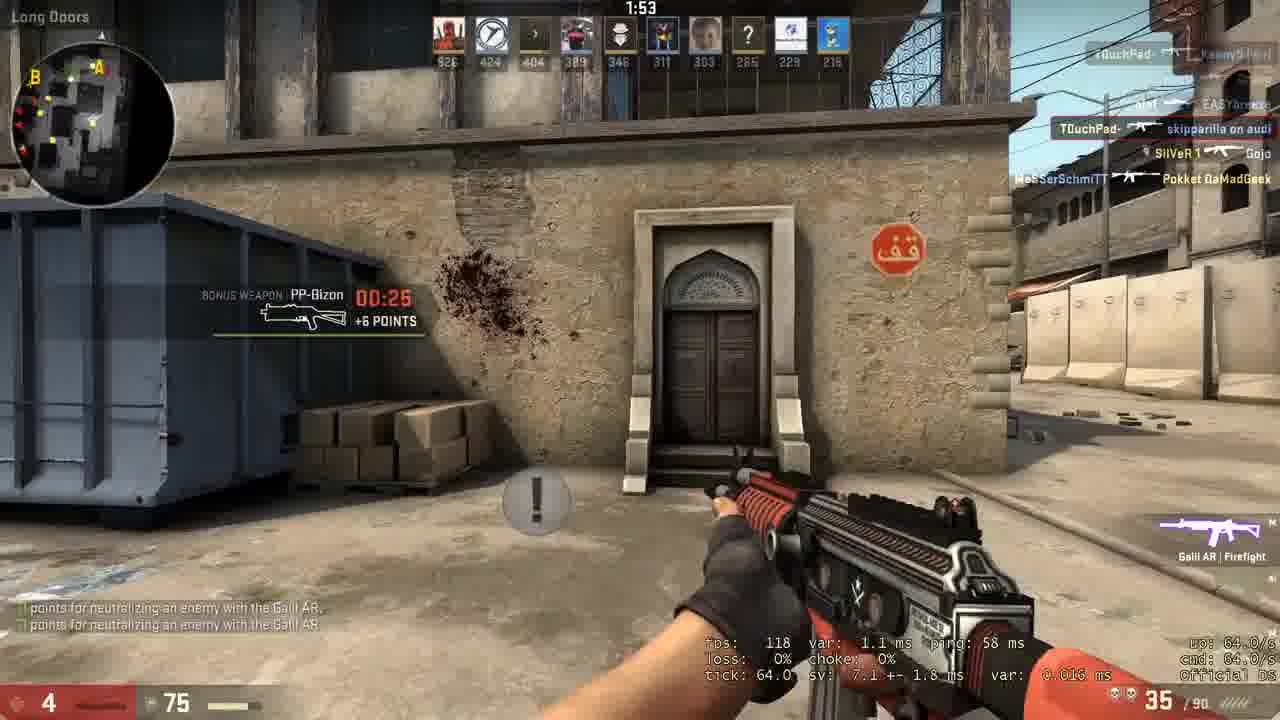 Long Doors
1:53
B
A
926 424 404 389 346 311 303 285 229 216
?
TOuchPad-
EASYbreeze
TOuchPad- skipparilla on audi
SilVeR 1 Gojo
MesSerSchmiTT Pokket DaMadGeek
BONUS WEAPON PP-Bizon 00:25
+6 POINTS
قف
!
Galil AR | Firefight
points for neutralizing an enemy with the Galil AR.
points for neutralizing an enemy with the Galil AR.
fps: 118 var: 1.1 ms ping: 58 ms
loss: 0% choke: 0%
tick: 64.0 sv: 7.1 +- 1.8 ms var: 0.016 ms
up: 64.0/s
cmd: 64.0/s
Official DS
4 75
35 / 90